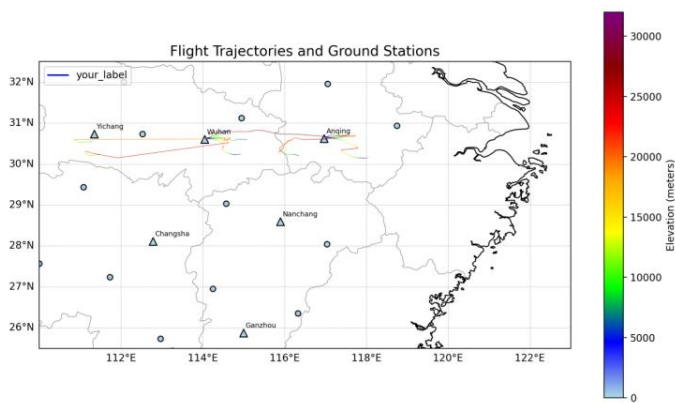 Flight Trajectories and Ground Stations
your_label
32°N
31°N
30°N
29°N
28°N
27°N
26°N
Yichang
Wuhan
Anqing
Nanchang
Changsha
Ganzhou
112°E
114°E
116°E
118°E
120°E
122°E
30000
25000
20000
15000
10000
5000
0
Elevation (meters)